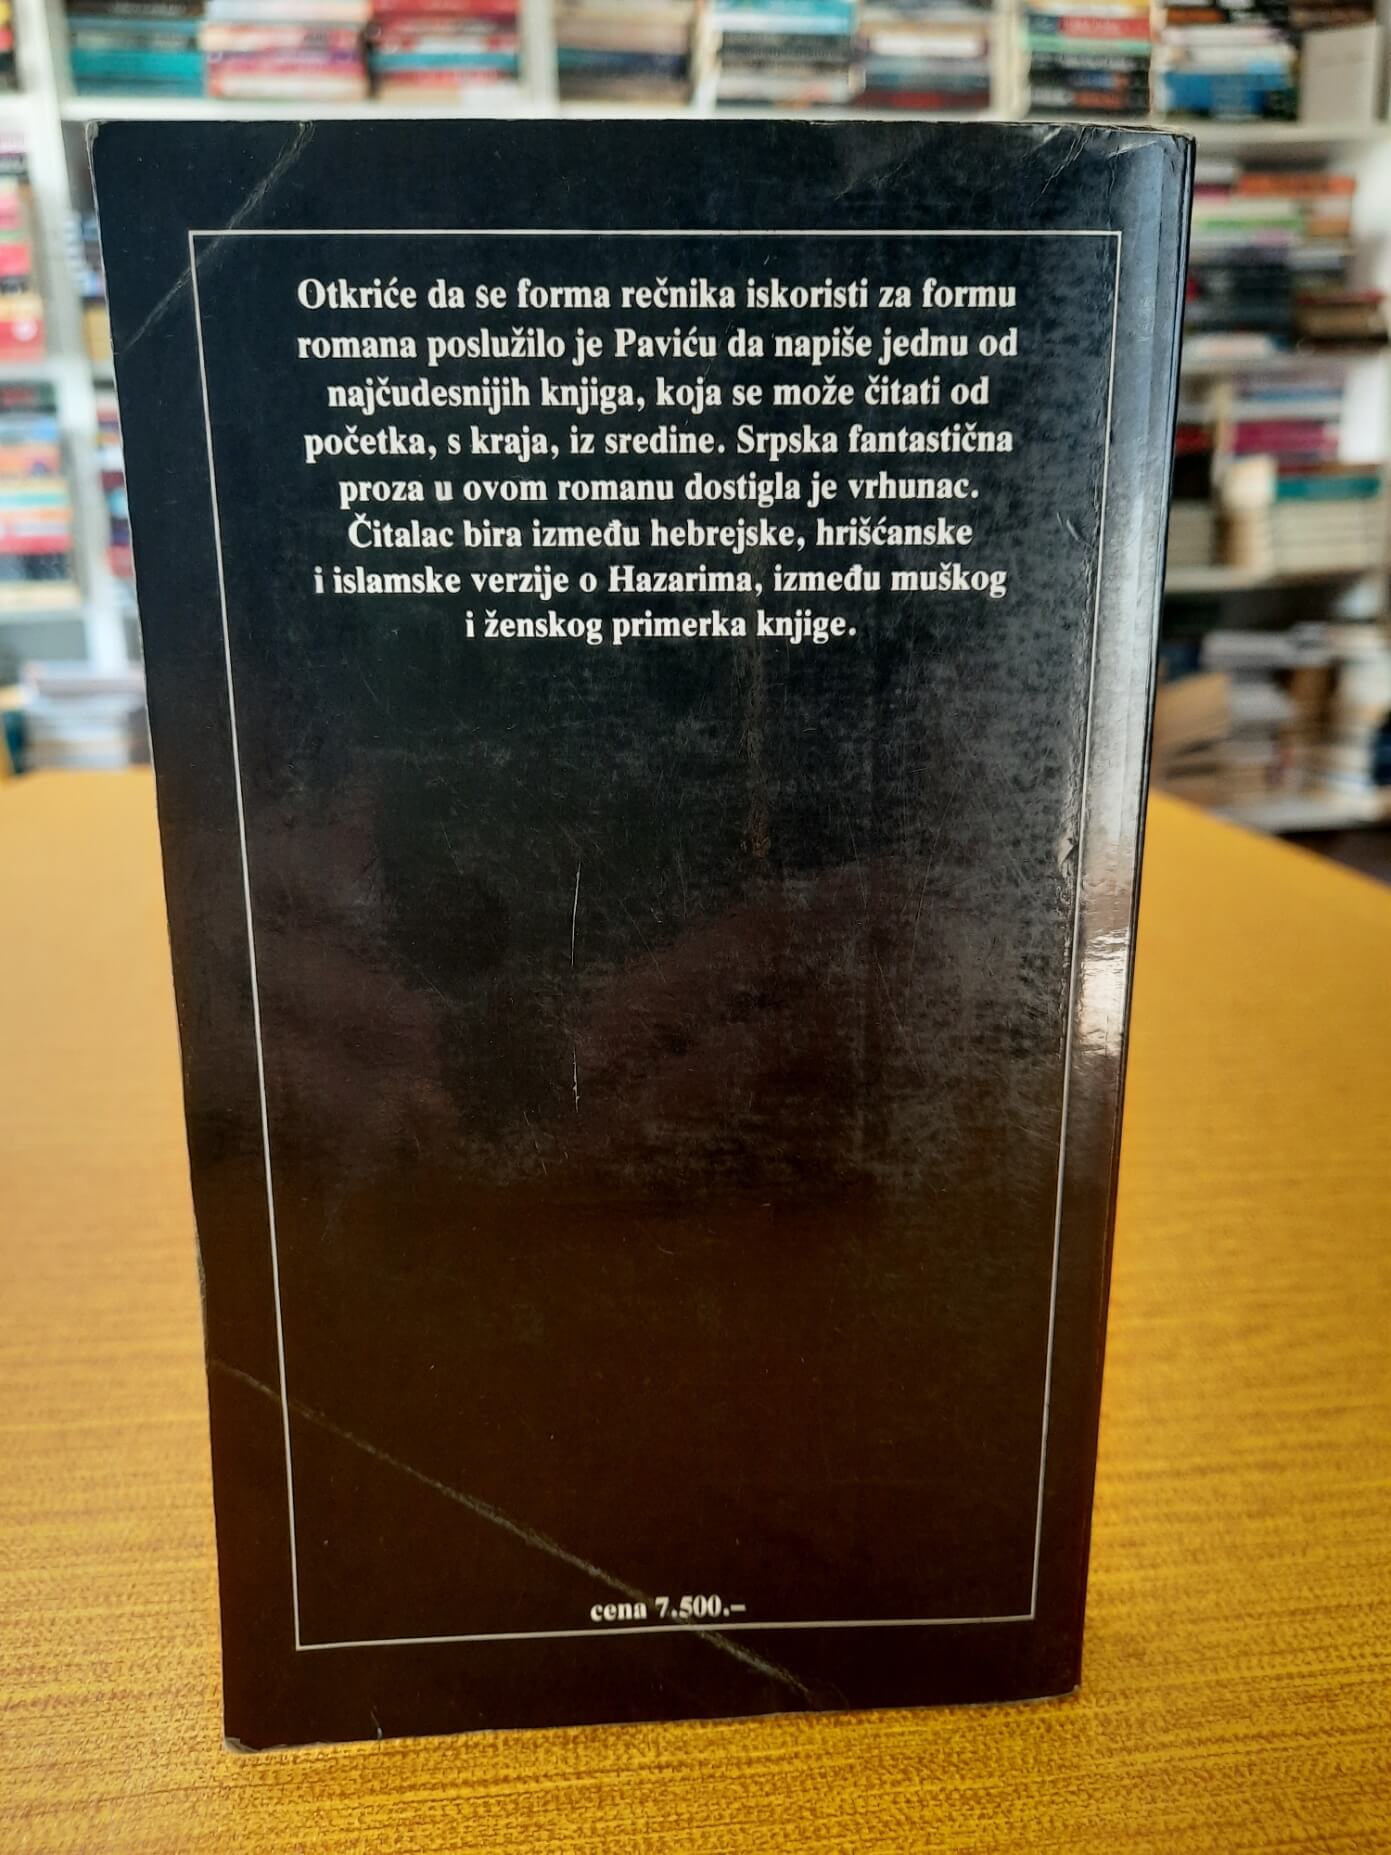 Otkriće da se forma rečnika iskoristi za formu
romana poslužilo je Paviću da napiše jednu od
najčudesnijih knjiga, koja se može čitati od
početka, s kraja, iz sredine. Srpska fantastična
proza u ovom romanu dostigla je vrhunac.
Čitalac bira između hebrejske, hrišćanske
i islamske verzije o Hazarima, između muškog
i ženskog primerka knjige.
cena 7.500.–